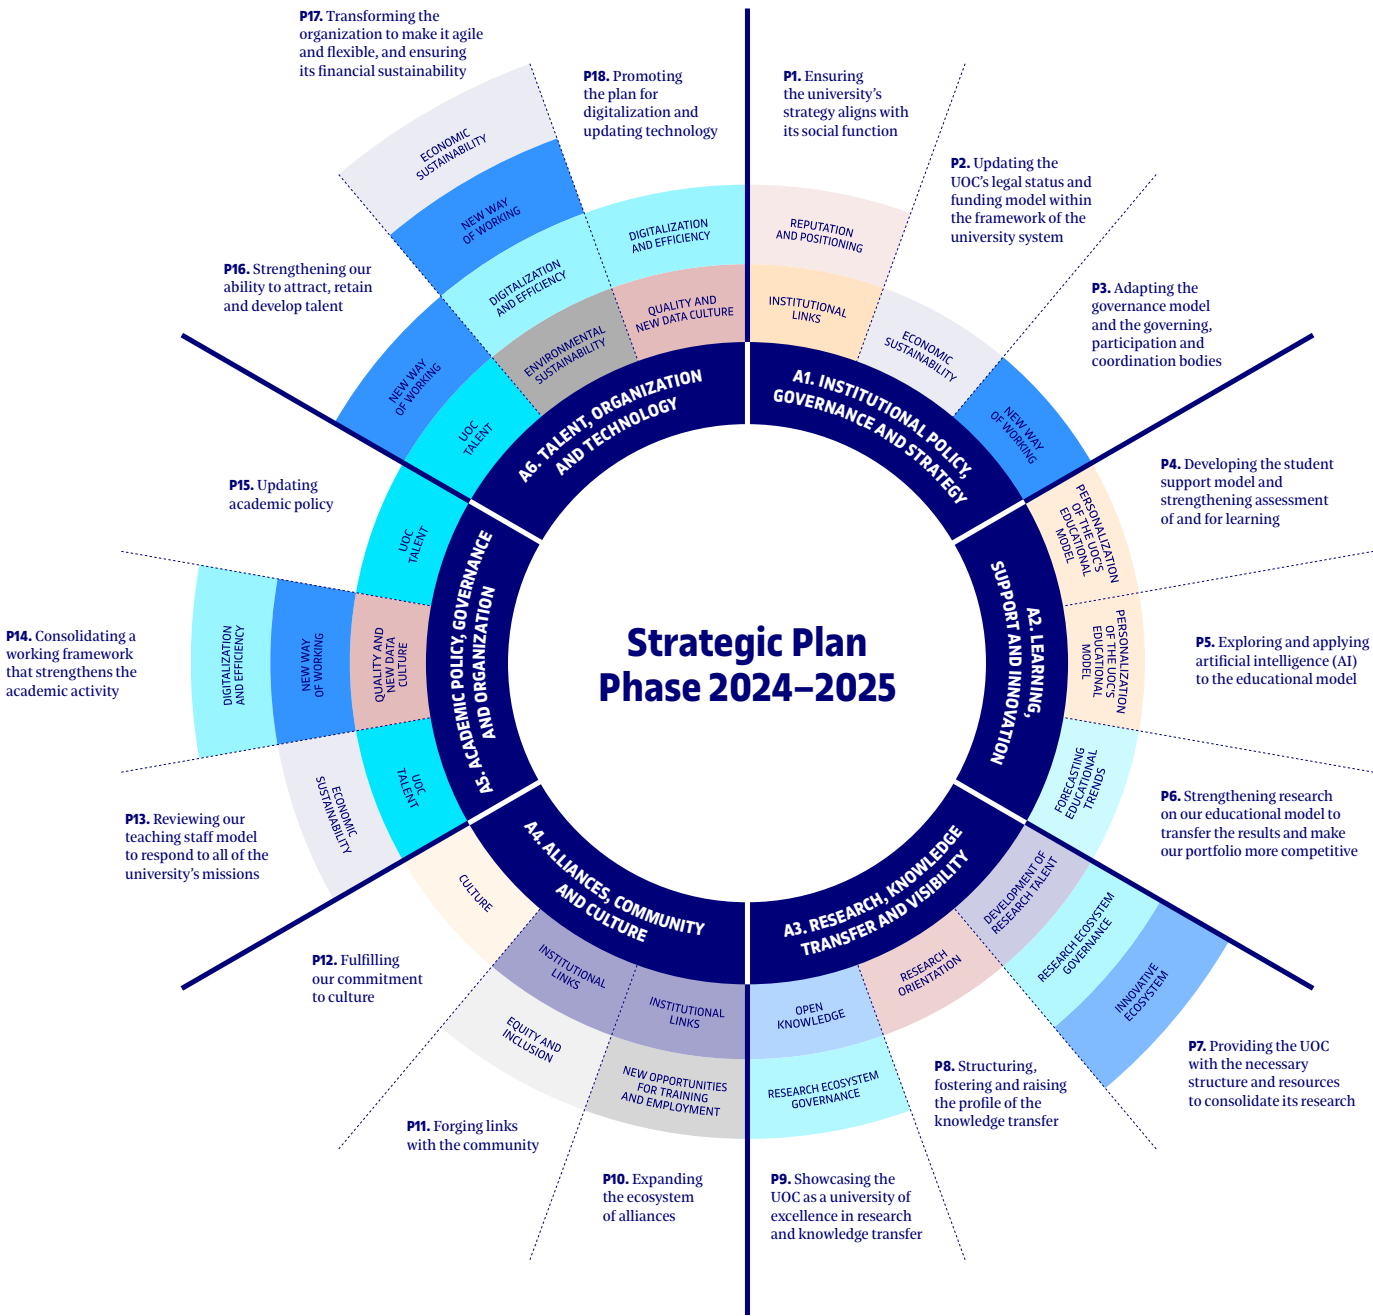 Strategic Plan
Phase 2024–2025
A1. INSTITUTIONAL POLICY,
GOVERNANCE AND STRATEGY
P1. Ensuring
the university's
strategy aligns with
its social function
REPUTATION
AND POSITIONING
INSTITUTIONAL
LINKS
P2. Updating the
UOC's legal status and
funding model within
the framework of the
university system
ECONOMIC
SUSTAINABILITY
P3. Adapting the
governance model
and the governing,
participation and
coordination bodies
NEW WAY
OF WORKING
A2. LEARNING,
SUPPORT AND INNOVATION
P4. Developing the student
support model and
strengthening assessment
of and for learning
PERSONALIZATION
OF THE UOC'S
EDUCATIONAL
MODEL
P5. Exploring and applying
artificial intelligence (AI)
to the educational model
PERSONALIZATION
OF THE UOC'S
EDUCATIONAL
MODEL
P6. Strengthening research
on our educational model to
transfer the results and make
our portfolio more competitive
FORECASTING
EDUCATIONAL
TRENDS
A3. RESEARCH, KNOWLEDGE
TRANSFER AND VISIBILITY
P7. Providing the UOC
with the necessary
structure and resources
to consolidate its research
DEVELOPMENT OF
RESEARCH TALENT
RESEARCH ECOSYSTEM
GOVERNANCE
INNOVATIVE
ECOSYSTEM
P8. Structuring,
fostering and raising
the profile of the
knowledge transfer
RESEARCH
ORIENTATION
P9. Showcasing the
UOC as a university of
excellence in research
and knowledge transfer
OPEN
KNOWLEDGE
RESEARCH ECOSYSTEM
GOVERNANCE
A4. ALLIANCES, COMMUNITY
AND CULTURE
P10. Expanding
the ecosystem
of alliances
INSTITUTIONAL
LINKS
NEW OPPORTUNITIES
FOR TRAINING
AND EMPLOYMENT
P11. Forging links
with the community
INSTITUTIONAL
LINKS
EQUITY AND
INCLUSION
P12. Fulfilling
our commitment
to culture
CULTURE
A5. ACADEMIC POLICY, GOVERNANCE
AND ORGANIZATION
P13. Reviewing our
teaching staff model
to respond to all of the
university's missions
UOC
TALENT
ECONOMIC
SUSTAINABILITY
P14. Consolidating a
working framework
that strengthens the
academic activity
DIGITALIZATION
AND EFFICIENCY
NEW WAY
OF WORKING
QUALITY AND
NEW DATA
CULTURE
P15. Updating
academic policy
UOC
TALENT
A6. TALENT, ORGANIZATION
AND TECHNOLOGY
P16. Strengthening our
ability to attract, retain
and develop talent
NEW WAY
OF WORKING
UOC
TALENT
P17. Transforming the
organization to make it agile
and flexible, and ensuring
its financial sustainability
ECONOMIC
SUSTAINABILITY
NEW WAY
OF WORKING
DIGITALIZATION
AND EFFICIENCY
ENVIRONMENTAL
SUSTAINABILITY
P18. Promoting
the plan for
digitalization and
updating technology
DIGITALIZATION
AND EFFICIENCY
QUALITY AND
NEW DATA CULTURE